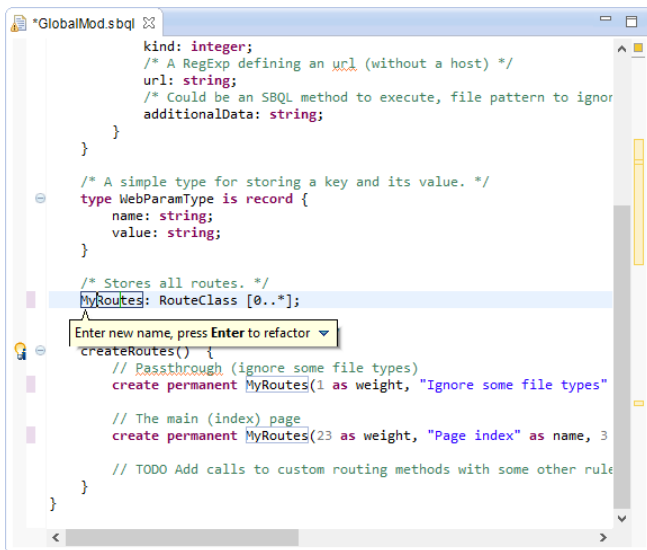 *GlobalMod.sbql
kind: integer;
/* A RegExp defining an url (without a host) */
url: string;
/* Could be an SBQL method to execute, file pattern to ignor
additionalData: string;
}
}
/* A simple type for storing a key and its value. */
type WebParamType is record {
name: string;
value: string;
}
/* Stores all routes. */
MyRoutes: RouteClass [0..*];
Enter new name, press Enter to refactor
createRoutes() {
// Passthrough (ignore some file types)
create permanent MyRoutes(1 as weight, "Ignore some file types"
// The main (index) page
create permanent MyRoutes(23 as weight, "Page index" as name, 3
// TODO Add calls to custom routing methods with some other rule
}
}